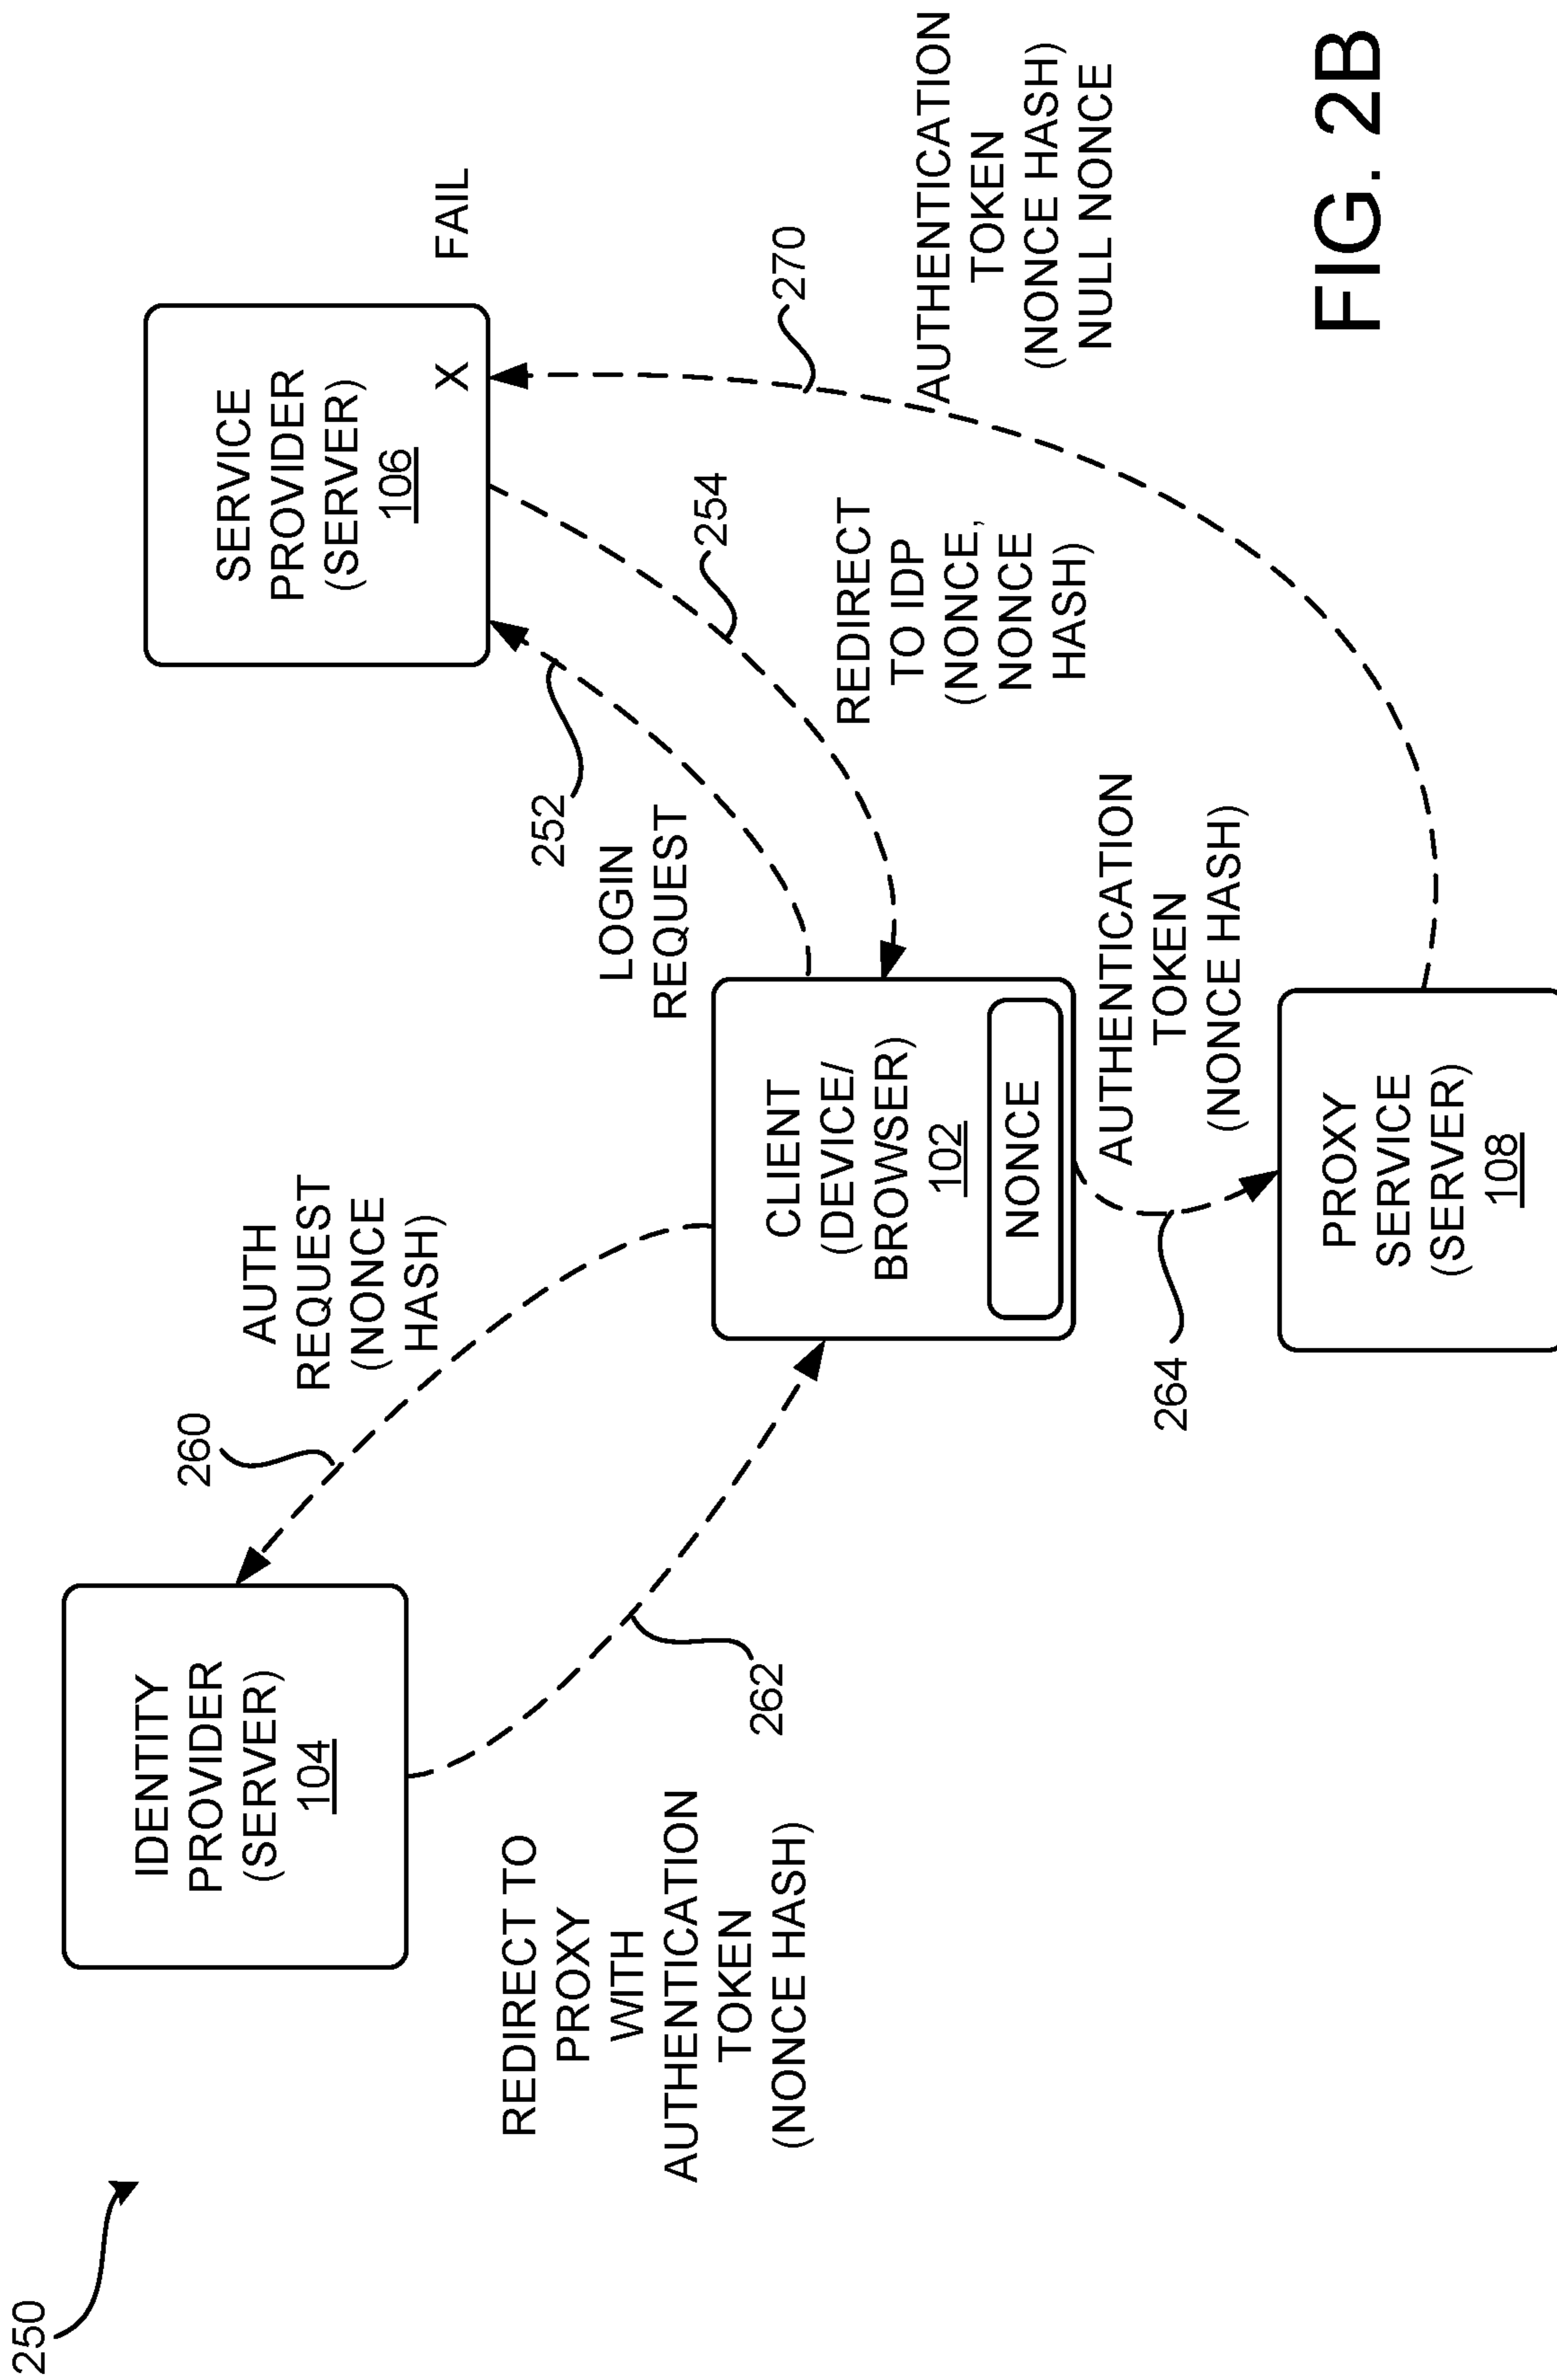 250
IDENTITY
PROVIDER
(SERVER)
104
260
AUTH
REQUEST
(NONCE
HASH)
262
REDIRECT TO
PROXY
WITH
AUTHENTICATION
TOKEN
(NONCE HASH)
SERVICE
PROVIDER
(SERVER)
106
X
FAIL
252
LOGIN
REQUEST
254
REDIRECT
TO IDP
(NONCE,
NONCE
HASH)
CLIENT
(DEVICE/
BROWSER)
102
NONCE
264
AUTHENTICATION
TOKEN
(NONCE HASH)
270
AUTHENTICATION
TOKEN
(NONCE HASH)
NULL NONCE
PROXY
SERVICE
(SERVER)
108
FIG. 2B